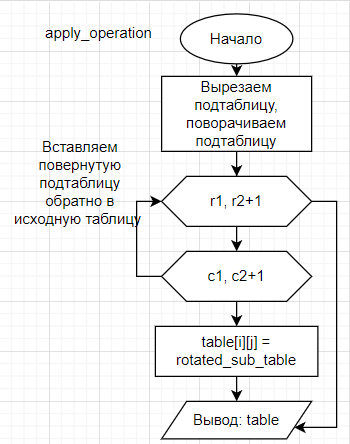 apply_operation
Начало
Вырезаем
подтаблицу,
поворачиваем
подтаблицу
Вставляем
повернутую
подтаблицу
обратно в
исходную таблицу
r1, r2+1
c1, c2+1
table[i][j] =
rotated_sub_table
Вывод: table